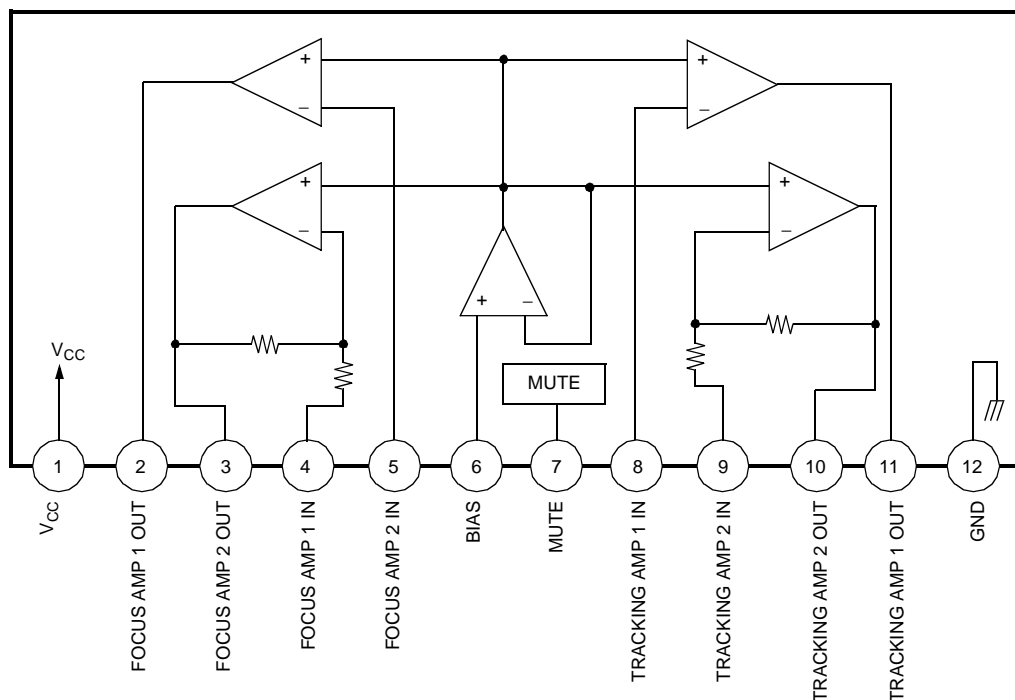 +
−
+
−
+
−
+
−
+ −
MUTE
VCC
1
2
3
4
5
6
7
8
9
10
11
12
VCC
FOCUS AMP 1 OUT
FOCUS AMP 2 OUT
FOCUS AMP 1 IN
FOCUS AMP 2 IN
BIAS
MUTE
TRACKING AMP 1 IN
TRACKING AMP 2 IN
TRACKING AMP 2 OUT
TRACKING AMP 1 OUT
GND